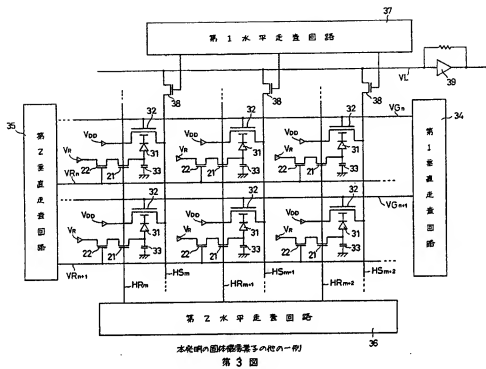 37
第1水平走査回路
VL
39
38
38
38
VGn
35
第2垂直走査回路
34
第1垂直走査回路
32
32
32
VDD
VDD
VDD
VR
VR
VR
31
31
31
33
33
33
22
21
22
21
22
21
VRn
32
32
32
VGn+1
VDD
VDD
VDD
VR
VR
VR
31
31
31
33
33
33
22
21
22
21
22
21
VRn+1
HSm
HSm+1
HSm+2
HRm
HRm+1
HRm+2
第2水平走査回路
36
本発明の固体撮像素子の他の一例
第3図